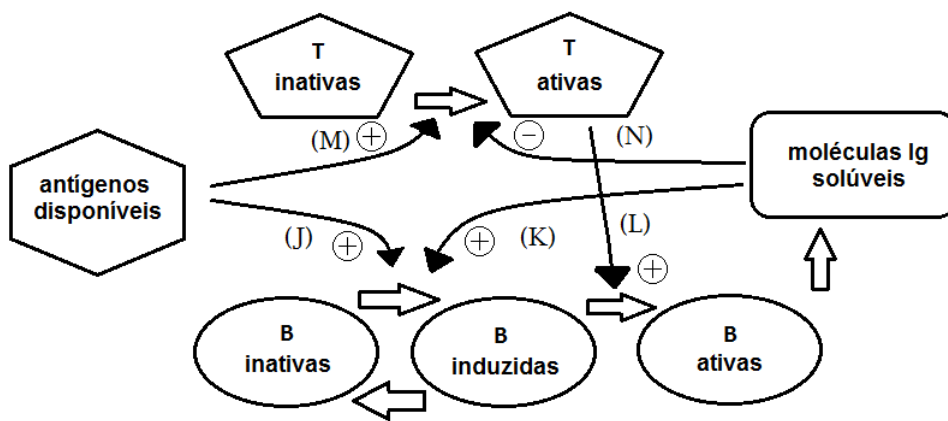 T
inativas
T
ativas
(M)
+
−
(N)
antígenos
disponíveis
moléculas Ig
solúveis
(J)
+
+
(K)
(L)
+
B
inativas
B
induzidas
B
ativas